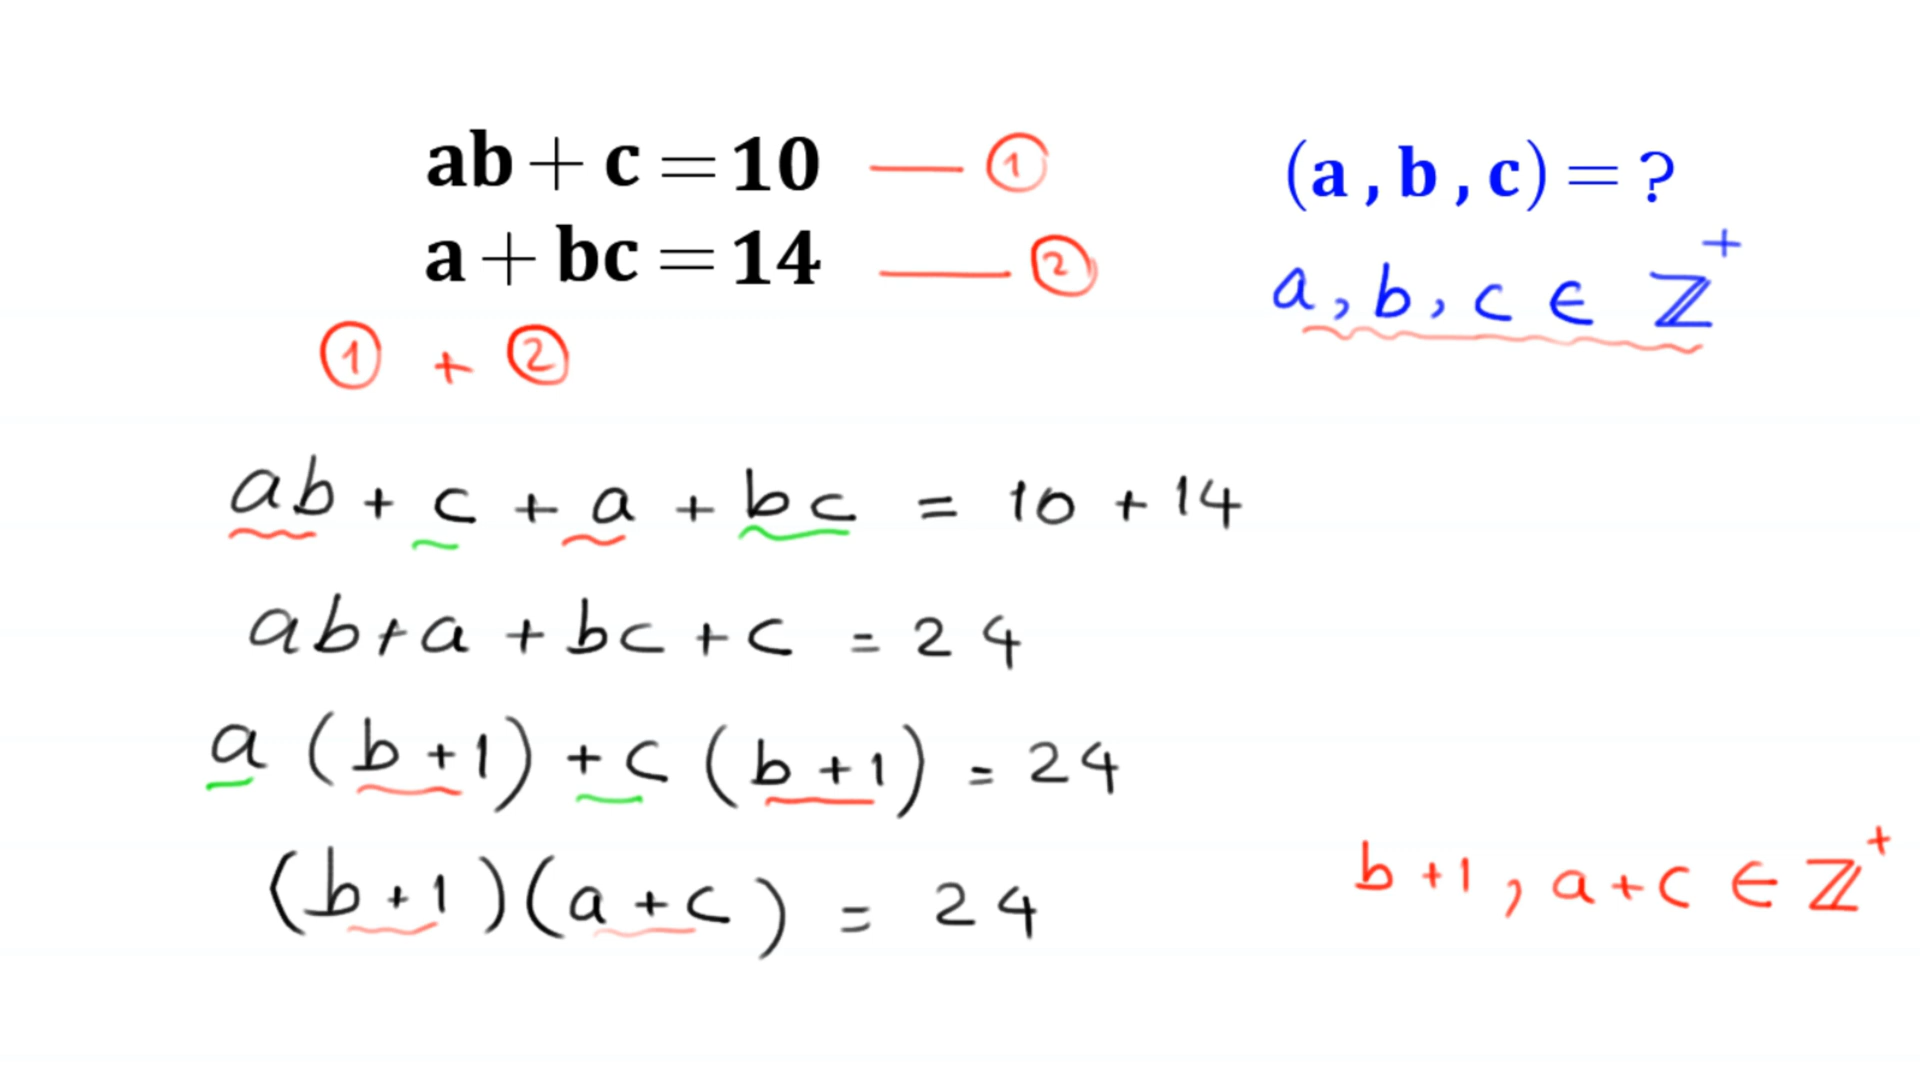 ab + c = 10 — ①
(a , b , c) = ?
a + bc = 14 — ②
a, b, c ∈ ℤ⁺
① + ②
ab + c + a + bc = 10 + 14
ab + a + bc + c = 24
a (b+1) + c (b+1) = 24
(b+1)(a+c) = 24
b+1, a+c ∈ ℤ⁺